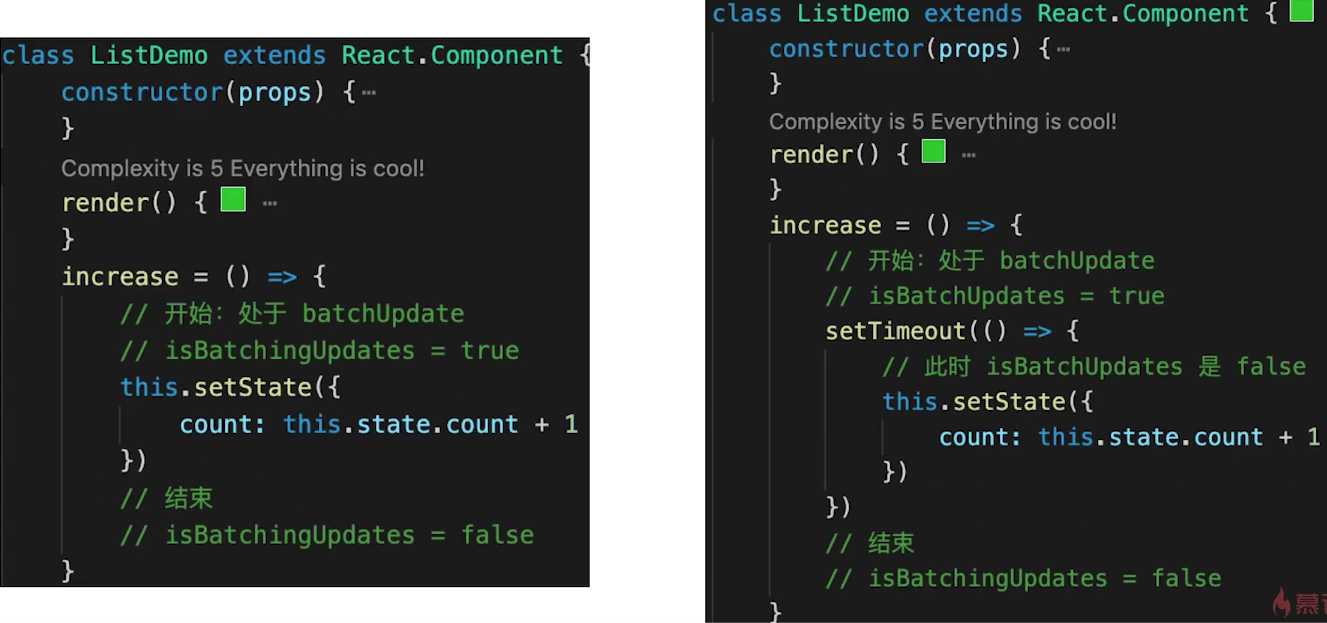 class ListDemo extends React.Component {
constructor(props) {…
}
Complexity is 5 Everything is cool!
render() { …
}
increase = () => {
// 开始：处于 batchUpdate
// isBatchingUpdates = true
this.setState({
count: this.state.count + 1
})
// 结束
// isBatchingUpdates = false
}
class ListDemo extends React.Component {
constructor(props) {…
}
Complexity is 5 Everything is cool!
render() { …
}
increase = () => {
// 开始：处于 batchUpdate
// isBatchUpdates = true
setTimeout(() => {
// 此时 isBatchUpdates 是 false
this.setState({
count: this.state.count + 1
})
})
// 结束
// isBatchingUpdates = false
}
慕